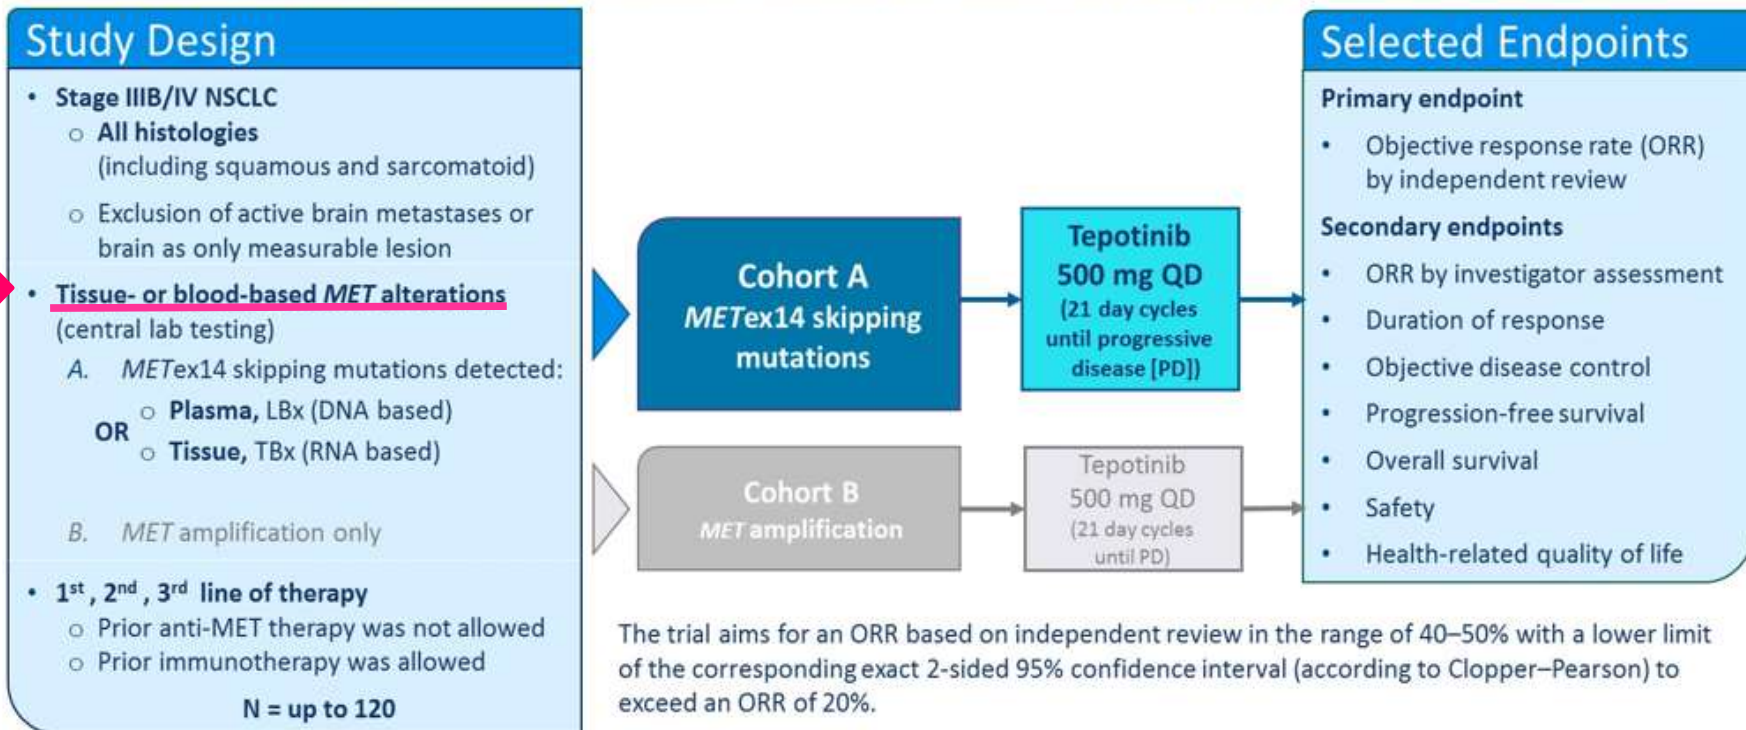 Study Design
• Stage IIIB/IV NSCLC
o All histologies
(including squamous and sarcomatoid)
o Exclusion of active brain metastases or
brain as only measurable lesion
• Tissue- or blood-based MET alterations
(central lab testing)
A. METex14 skipping mutations detected:
o Plasma, LBx (DNA based)
OR
o Tissue, TBx (RNA based)
B. MET amplification only
• 1st , 2nd , 3rd line of therapy
o Prior anti-MET therapy was not allowed
o Prior immunotherapy was allowed
N = up to 120
Cohort A
METex14 skipping
mutations
Tepotinib
500 mg QD
(21 day cycles
until progressive
disease [PD])
Cohort B
MET amplification
Tepotinib
500 mg QD
(21 day cycles
until PD)
Selected Endpoints
Primary endpoint
• Objective response rate (ORR)
by independent review
Secondary endpoints
• ORR by investigator assessment
• Duration of response
• Objective disease control
• Progression-free survival
• Overall survival
• Safety
• Health-related quality of life
The trial aims for an ORR based on independent review in the range of 40–50% with a lower limit
of the corresponding exact 2-sided 95% confidence interval (according to Clopper–Pearson) to
exceed an ORR of 20%.